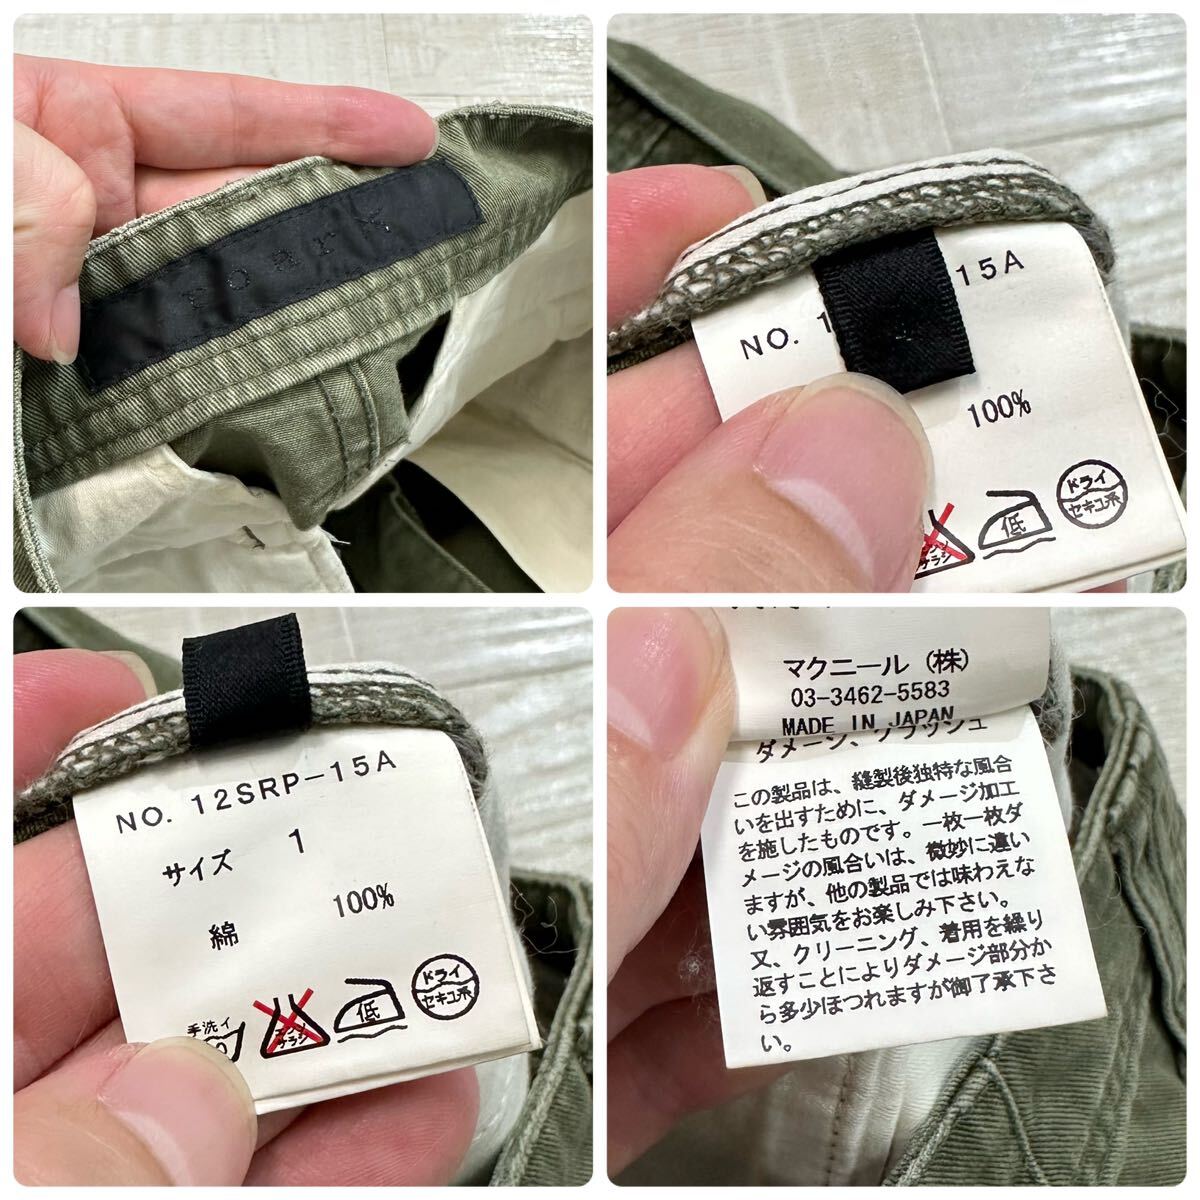 roarK
NO. 1
15A
100%
低
ドライ
セキユ系
NO. 12SRP-15A
サイズ 1
綿 100%
手洗イ
エンソ
サラシ
低
ドライ
セキユ系
マクニール (株)
03-3462-5583
MADE IN JAPAN
この製品は、縫製後独特な風合
いを出すために、ダメージ加工
を施したものです。一枚一枚ダ
メージの風合いは、微妙に違い
ますが、他の製品では味わえな
い雰囲気をお楽しみ下さい。
又、クリーニング、着用を繰り
返すことによりダメージ部分か
ら多少ほつれますが御了承下さ
い。